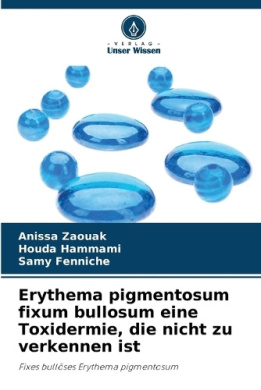 - VERLAG -
Unser Wissen
Anissa Zaouak
Houda Hammami
Samy Fenniche
Erythema pigmentosum
fixum bullosum eine
Toxidermie, die nicht zu
verkennen ist
Fixes bullöses Erythema pigmentosum